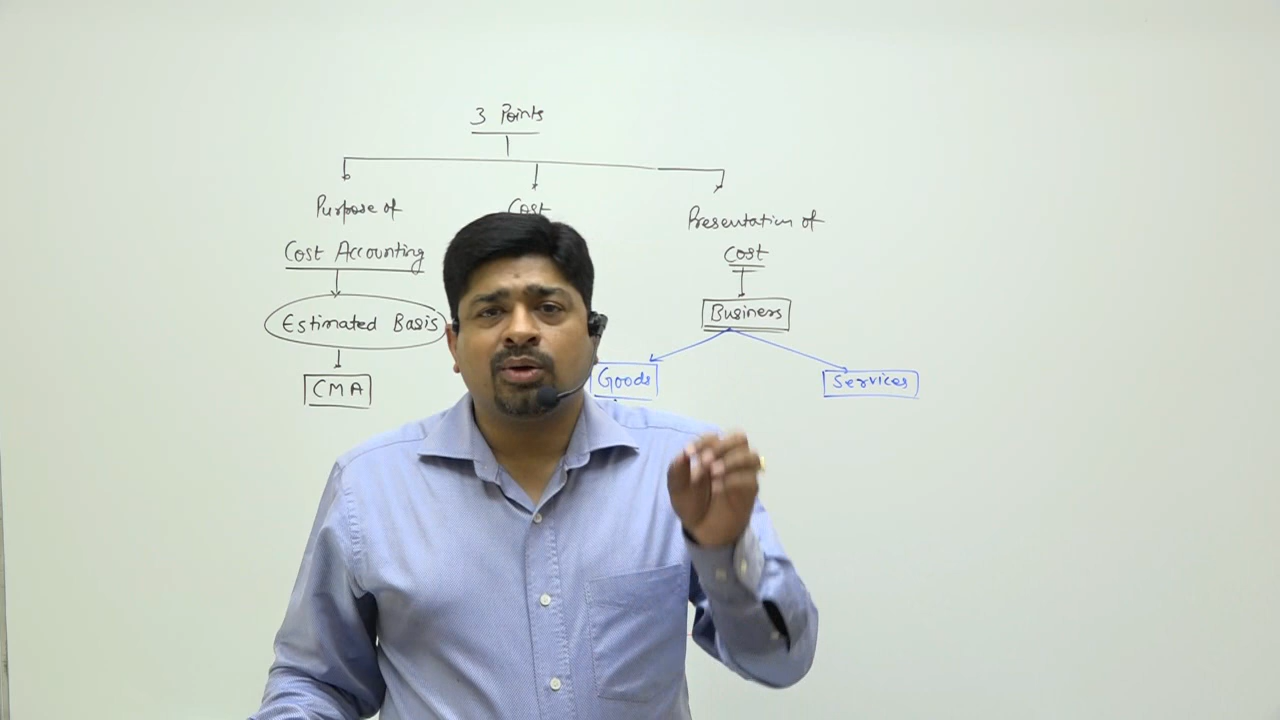 3 Points
Purpose of
Cost Accounting
Estimated Basis
CMA
Cost
Presentation of
Cost
Business
Goods
Services